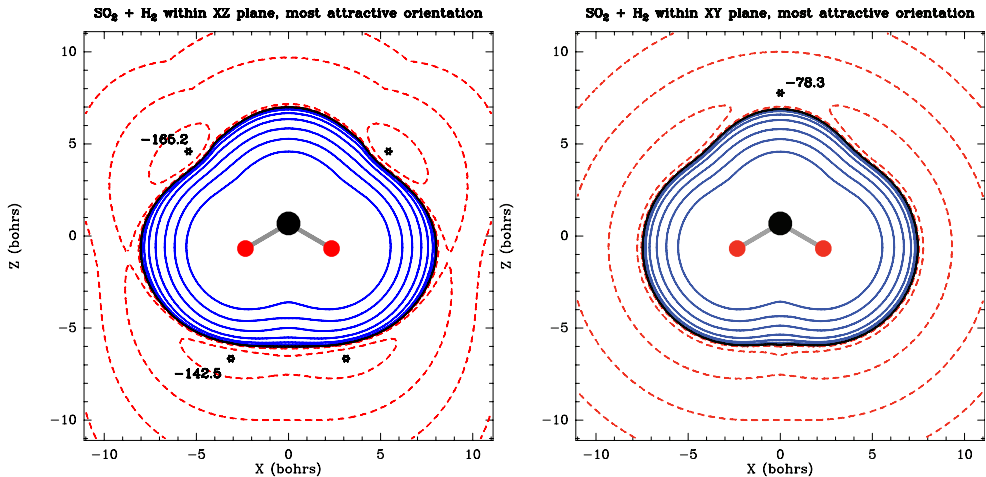 SO₂ + H₂ within XZ plane, most attractive orientation
10
5
0
−5
−10
Z (bohrs)
−165.2
−142.5
−10 −5 0 5 10
X (bohrs)
SO₂ + H₂ within XY plane, most attractive orientation
10
5
0
−5
−10
Z (bohrs)
−78.3
−10 −5 0 5 10
X (bohrs)